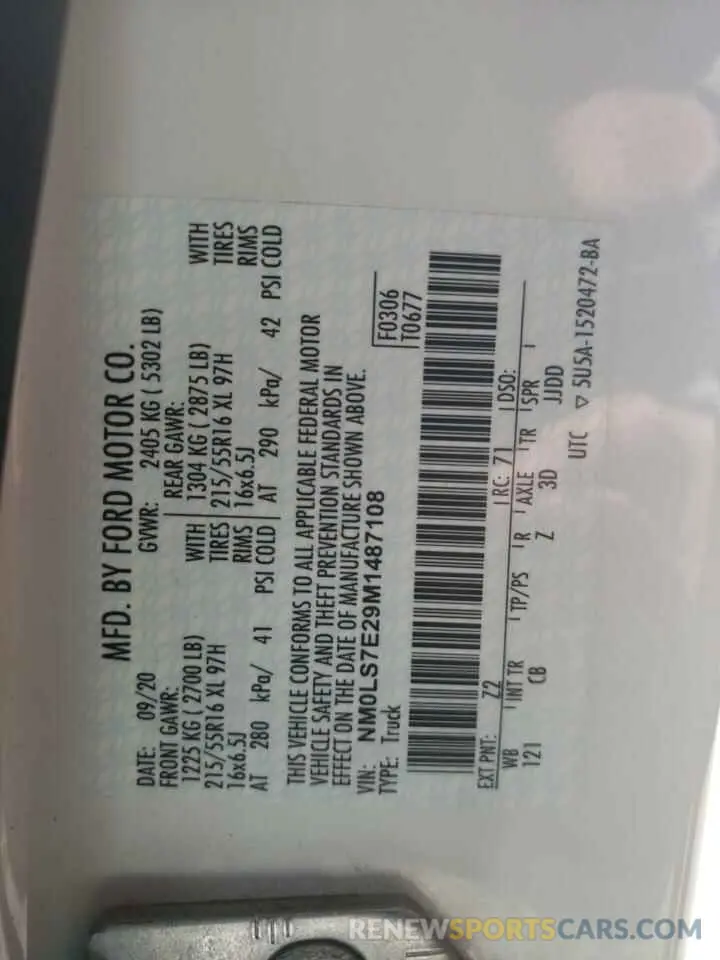 MFD. BY FORD MOTOR CO.
DATE: 09/20 GVWR: 2405 KG ( 5302 LB)
FRONT GAWR: REAR GAWR:
1225 KG ( 2700 LB) WITH 1304 KG ( 2875 LB) WITH
215/55R16 XL 97H TIRES 215/55R16 XL 97H TIRES
16x6.5J RIMS 16x6.5J RIMS
AT 280 kPa/ 41 PSI COLD AT 290 kPa/ 42 PSI COLD
THIS VEHICLE CONFORMS TO ALL APPLICABLE FEDERAL MOTOR
VEHICLE SAFETY AND THEFT PREVENTION STANDARDS IN
EFFECT ON THE DATE OF MANUFACTURE SHOWN ABOVE.
VIN: NM0LS7E29M1487108 F0306
TYPE: Truck T0677
EXT PNT: Z2 RC: 71 DSO:
WB INT TR TP/PS R AXLE TR SPR
121 CB Z 3D JJDD
UTC ▽ 5U5A-1520472-BA
RENEWSPORTSCARS.COM